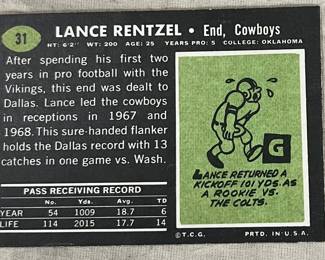 31
LANCE RENTZEL • End, Cowboys
HT: 6'2" WT: 200 AGE: 25 YEARS PRO: 5 COLLEGE: OKLAHOMA
After spending his first two
years in pro football with the
Vikings, this end was dealt to
Dallas. Lance led the cowboys
in receptions in 1967 and
1968. This sure-handed flanker
holds the Dallas record with 13
catches in one game vs. Wash.
PASS RECEIVING RECORD
No. Yds. Avg. TD
YEAR 54 1009 18.7 6
LIFE 114 2015 17.7 14
G
LANCE RETURNED A
KICKOFF 101 YDS. AS
A ROOKIE VS.
THE COLTS.
©T.C.G. PRTD. IN U.S.A.